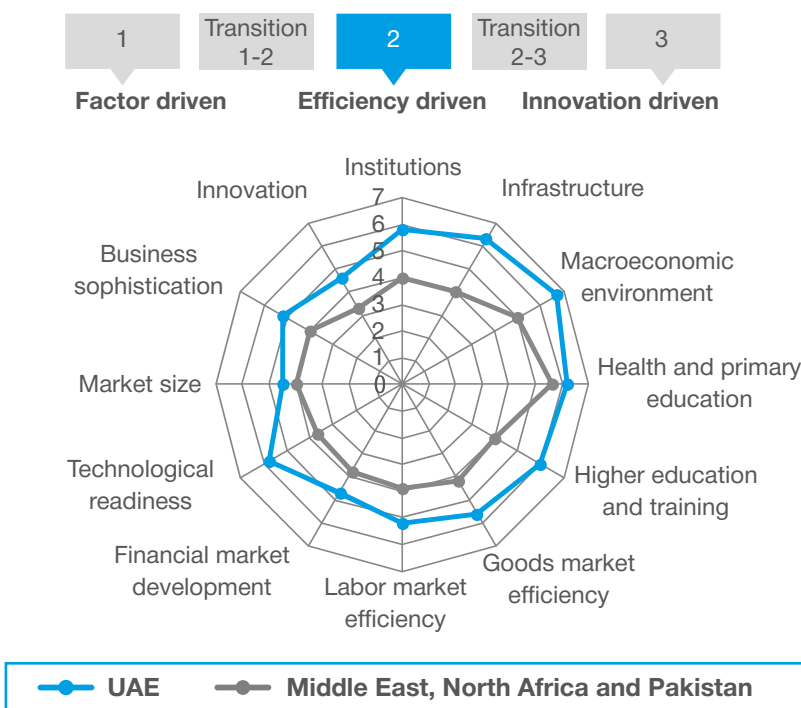 1
Transition
1-2
2
Transition
2-3
3
Factor driven
Efficiency driven
Innovation driven
Institutions
Innovation
Infrastructure
7
6
5
4
3
2
1
0
Business
sophistication
Macroeconomic
environment
Market size
Health and primary
education
Technological
readiness
Higher education
and training
Financial market
development
Labor market
efficiency
Goods market
efficiency
UAE
Middle East, North Africa and Pakistan